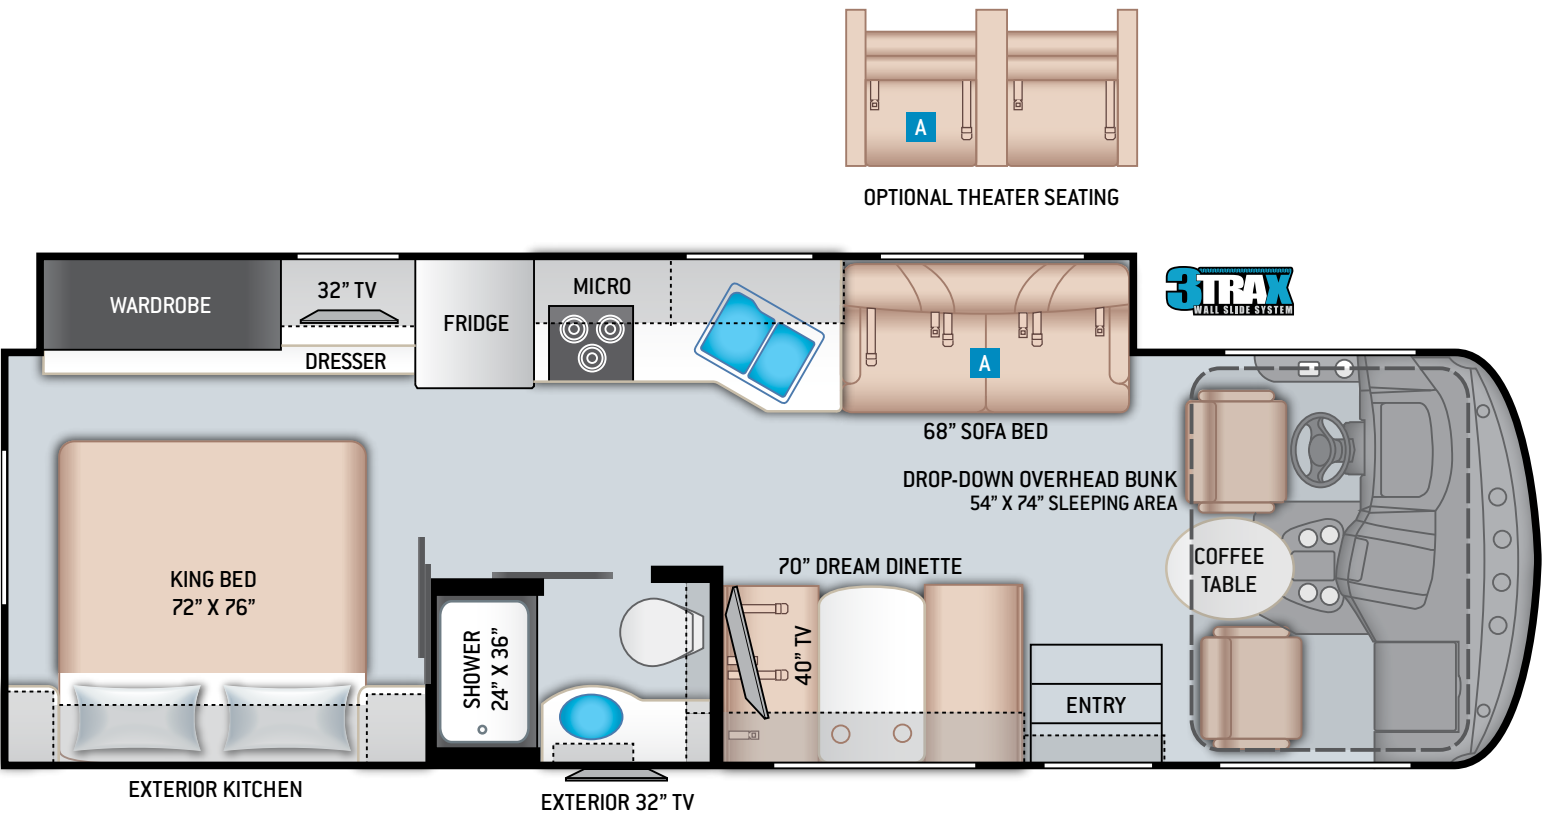 A
OPTIONAL THEATER SEATING
3TRAX
WALL SLIDE SYSTEM
WARDROBE
32” TV
DRESSER
FRIDGE
MICRO
A
68” SOFA BED
DROP-DOWN OVERHEAD BUNK
54” X 74” SLEEPING AREA
COFFEE
TABLE
70” DREAM DINETTE
40” TV
KING BED
72” X 76”
SHOWER
24” X 36”
ENTRY
EXTERIOR KITCHEN
EXTERIOR 32” TV